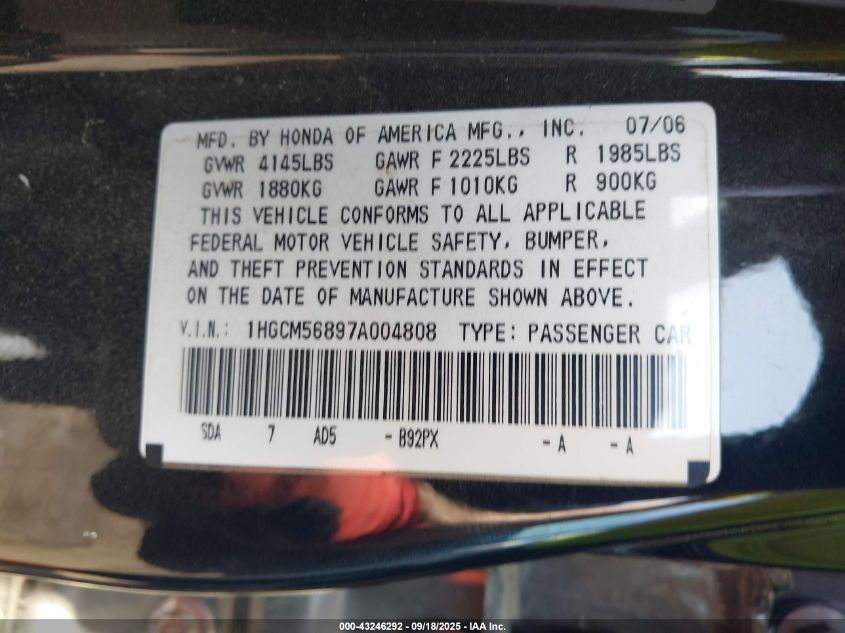 MFD. BY HONDA OF AMERICA MFG., INC. 07/06
GVWR 4145LBS GAWR F 2225LBS R 1985LBS
GVWR 1880KG GAWR F 1010KG R 900KG
THIS VEHICLE CONFORMS TO ALL APPLICABLE
FEDERAL MOTOR VEHICLE SAFETY, BUMPER,
AND THEFT PREVENTION STANDARDS IN EFFECT
ON THE DATE OF MANUFACTURE SHOWN ABOVE.
V.I.N.: 1HGCM56897A004808 TYPE: PASSENGER CAR
SDA 7 AD5 - B92PX - A - A
000-43246292 - 09/18/2025 - IAA Inc.